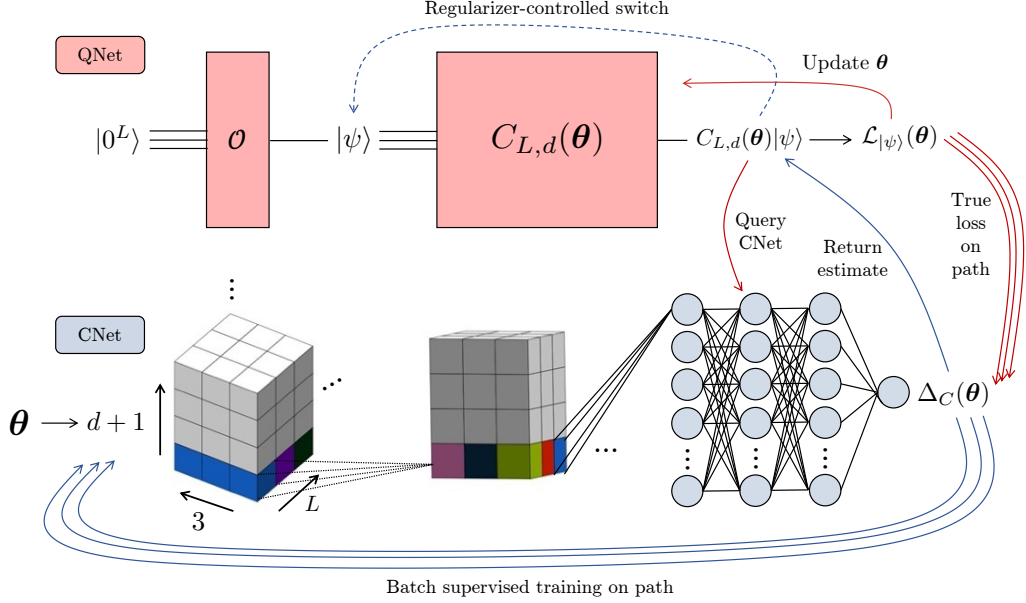 Regularizer-controlled switch
QNet
Update θ
|0^L⟩
𝒪
|ψ⟩
C_{L,d}(θ)
C_{L,d}(θ)|ψ⟩
ℒ_{|ψ⟩}(θ)
Query
CNet
Return
estimate
True
loss
on
path
CNet
θ
d + 1
3
L
Δ_C(θ)
Batch supervised training on path